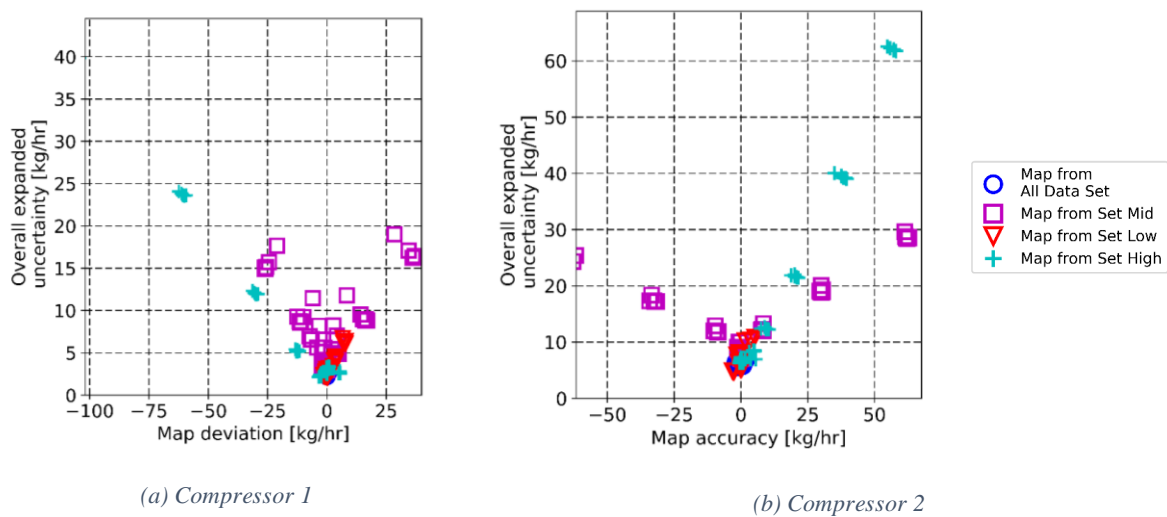 Overall expanded
uncertainty [kg/hr]
40
35
30
25
20
15
10
5
0
−100 −75 −50 −25 0 25
Map deviation [kg/hr]
(a) Compressor 1
Overall expanded
uncertainty [kg/hr]
60
50
40
30
20
10
0
−50 −25 0 25 50
Map accuracy [kg/hr]
(b) Compressor 2
Map from
All Data Set
Map from Set Mid
Map from Set Low
Map from Set High